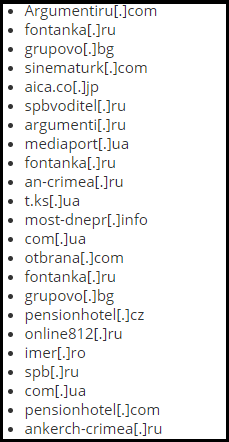 Argumentiru[.]com
fontanka[.]ru
grupovo[.]bg
sinematurk[.]com
aica.co[.]jp
spbvoditel[.]ru
argumenti[.]ru
mediaport[.]ua
fontanka[.]ru
an-crimea[.]ru
t.ks[.]ua
most-dnepr[.]info
com[.]ua
otbrana[.]com
fontanka[.]ru
grupovo[.]bg
pensionhotel[.]cz
online812[.]ru
imer[.]ro
spb[.]ru
com[.]ua
pensionhotel[.]com
ankerch-crimea[.]ru